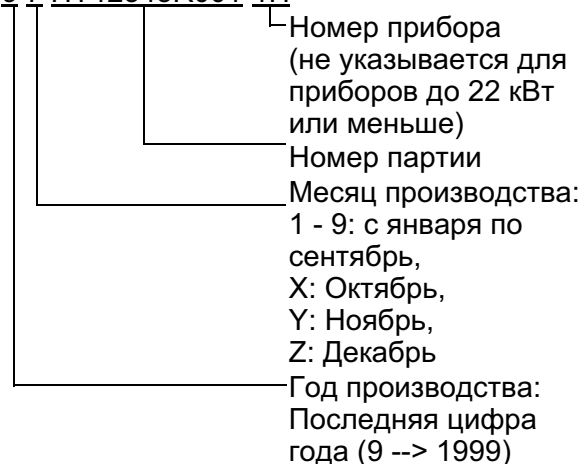 Номер прибора
(не указывается для
приборов до 22 кВт
или меньше)
Номер партии
Месяц производства:
1 - 9: с января по
сентябрь,
X: Октябрь,
Y: Ноябрь,
Z: Декабрь
Год производства:
Последняя цифра
года (9 --> 1999)